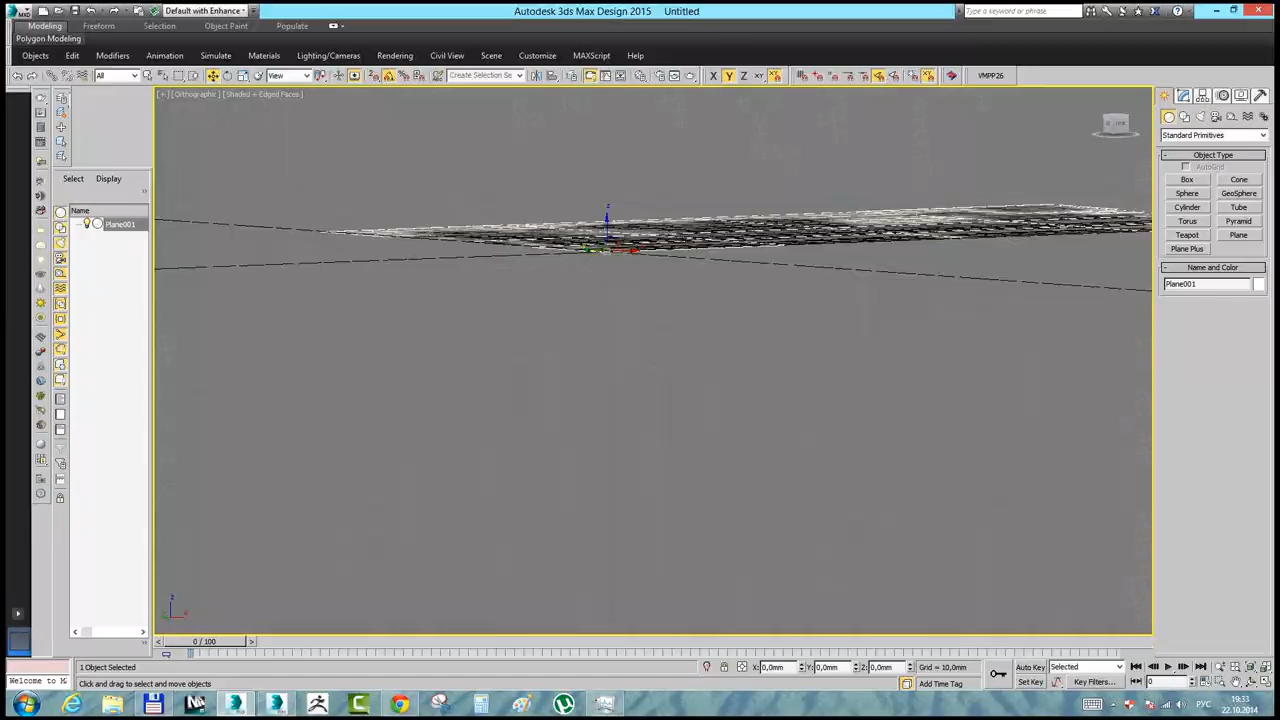 Autodesk 3ds Max Design 2015 Untitled
Default with Enhance
Type a keyword or phrase
Modeling Freeform Selection Object Paint Populate
Polygon Modeling
Objects Edit Modifiers Animation Simulate Materials Lighting/Cameras Rendering Civil View Scene Customize MAXScript Help
All View Create Selection Se X Y Z XY VMPP26
[+] [Orthographic] [Shaded + Edged Faces]
Standard Primitives
Select Display
Object Type
AutoGrid
Name
Box Cone
Plane001
Sphere GeoSphere
Cylinder Tube
Torus Pyramid
Teapot Plane
Plane Plus
Name and Color
Plane001
0 / 100
1 Object Selected X: 0,0mm Y: 0,0mm Z: 0,0mm Grid = 10,0mm Auto Key Selected
Welcome to M Click and drag to select and move objects Add Time Tag Set Key Key Filters... 0
РУС 19:33
22.10.2014